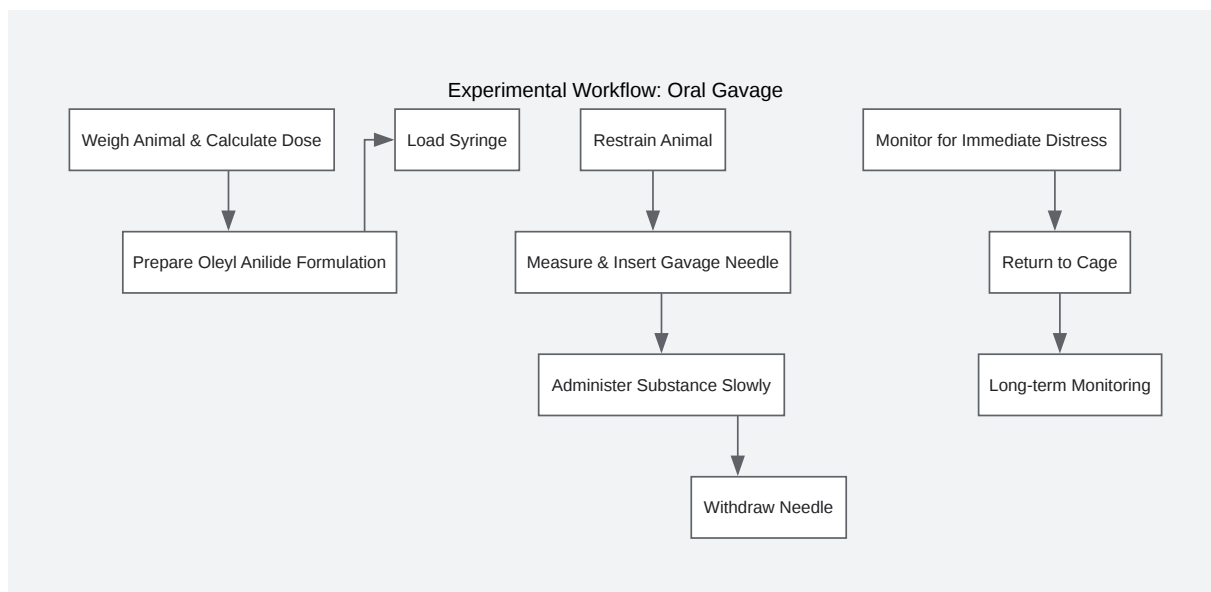 Experimental Workflow: Oral Gavage
Weigh Animal & Calculate Dose
Prepare Oleyl Anilide Formulation
Load Syringe
Restrain Animal
Measure & Insert Gavage Needle
Administer Substance Slowly
Withdraw Needle
Monitor for Immediate Distress
Return to Cage
Long-term Monitoring